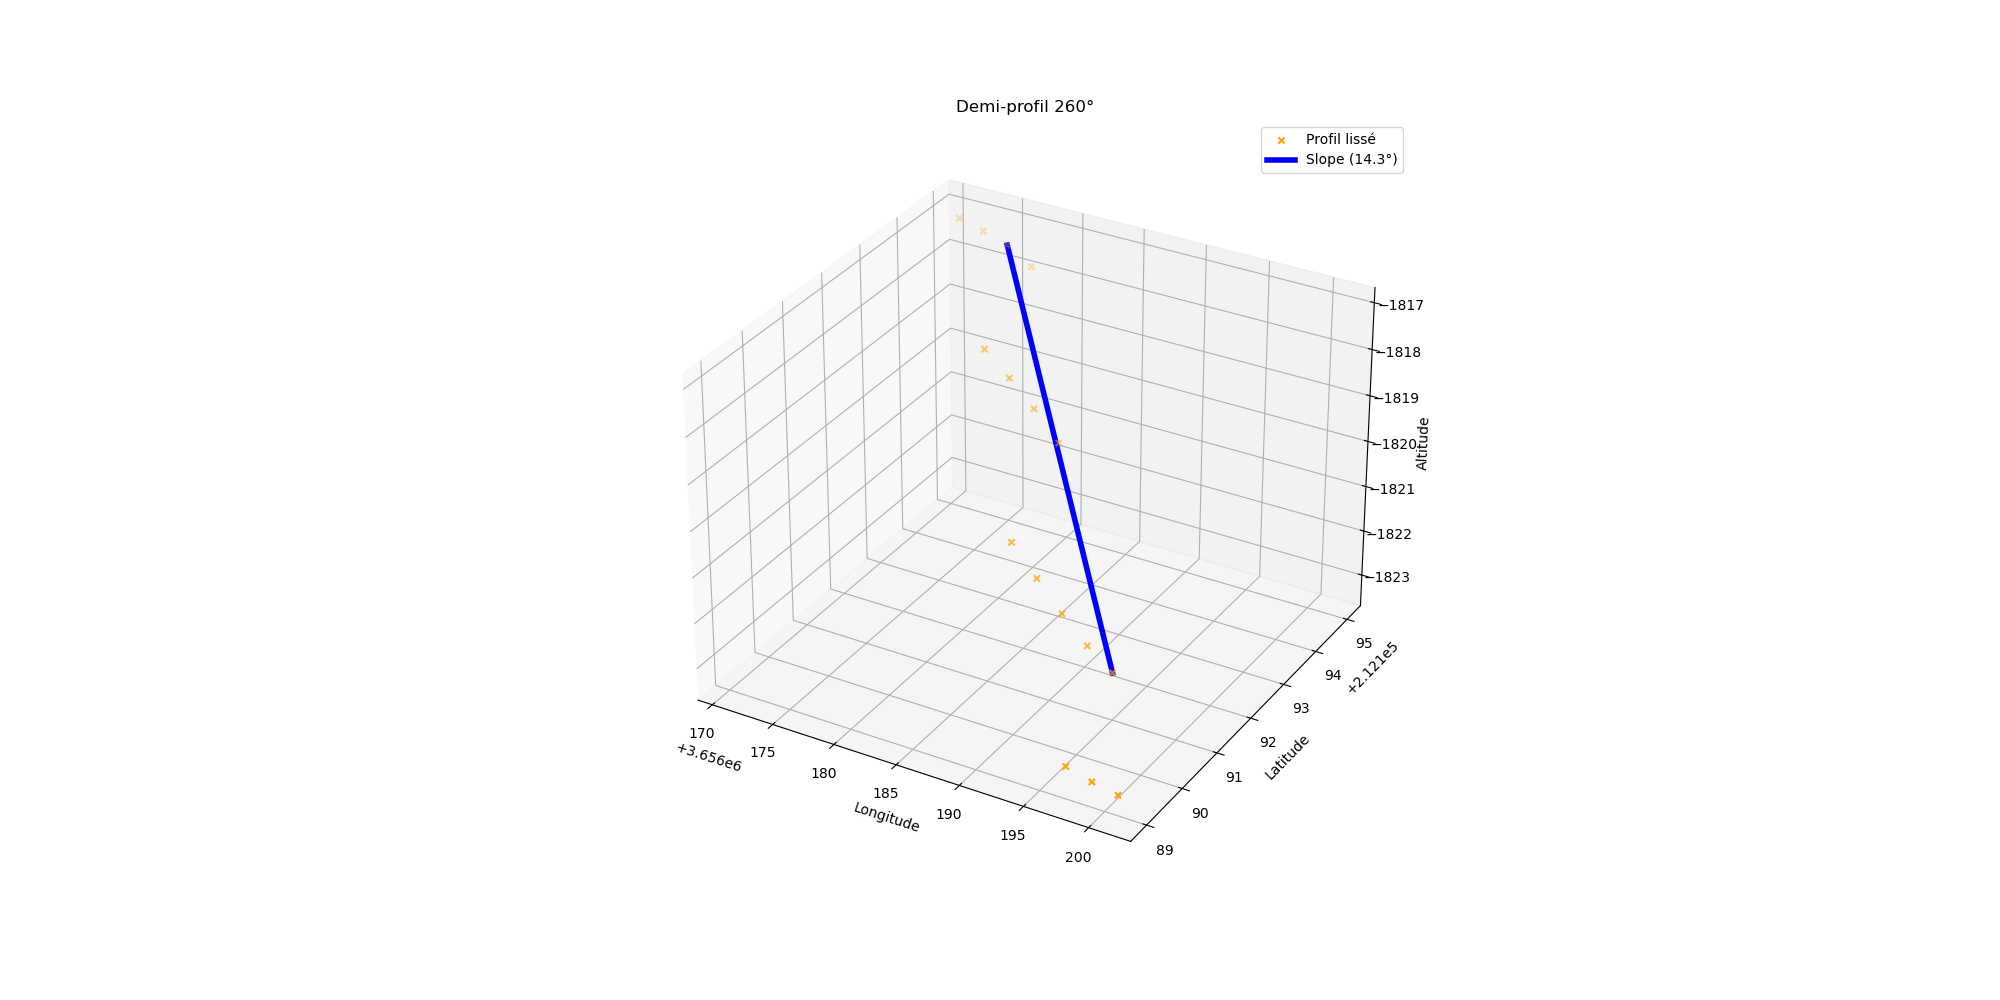 Demi-profil 260°
Profil lissé
Slope (14.3°)
−1817
−1818
−1819
−1820
−1821
−1822
−1823
Altitude
95
94
93
92
91
90
89
+2.121e5
Latitude
170
175
180
185
190
195
200
+3.656e6
Longitude